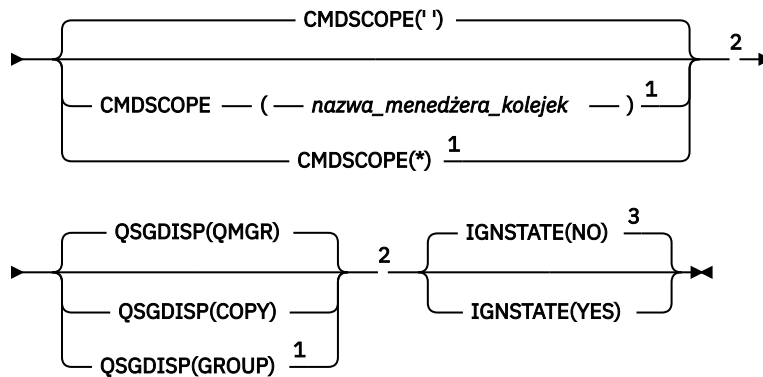 CMDSCOPE(' ')
2
CMDSCOPE ( nazwa_menedżera_kolejek ) 1
CMDSCOPE(*) 1
QSGDISP(QMGR) 2 IGNSTATE(NO) 3
QSGDISP(COPY) IGNSTATE(YES)
QSGDISP(GROUP) 1